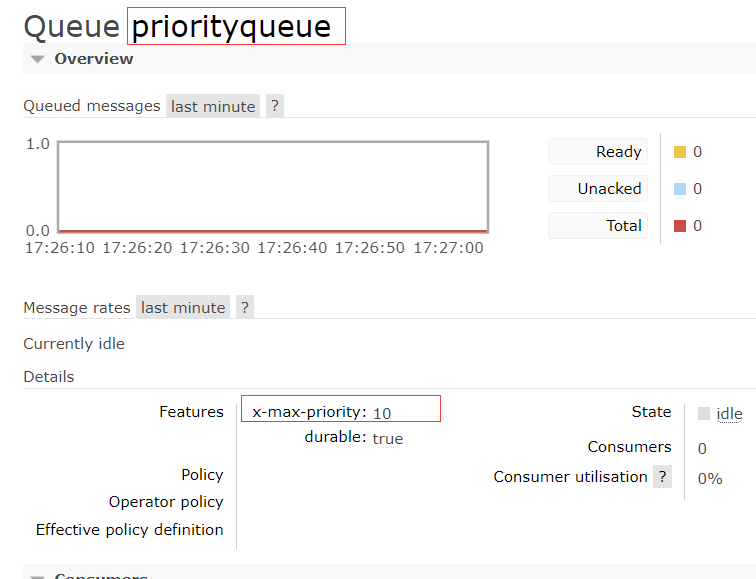 Queue priorityqueue
Overview
Queued messages last minute ?
1.0
0.0
17:26:10 17:26:20 17:26:30 17:26:40 17:26:50 17:27:00
Ready 0
Unacked 0
Total 0
Message rates last minute ?
Currently idle
Details
Features x-max-priority: 10
durable: true
Policy
Operator policy
Effective policy definition
State idle
Consumers 0
Consumer utilisation ? 0%
Consumers